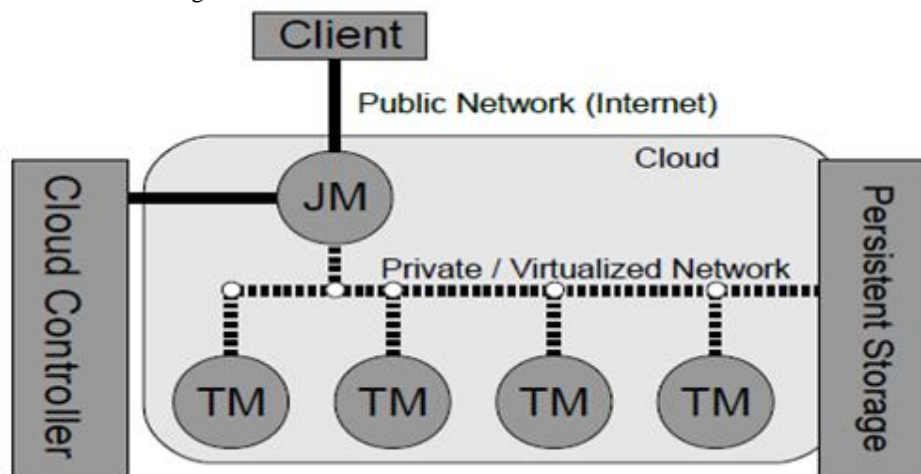 Client
Public Network (Internet)
Cloud
Cloud Controller
JM
Persistent Storage
Private / Virtualized Network
TM
TM
TM
TM